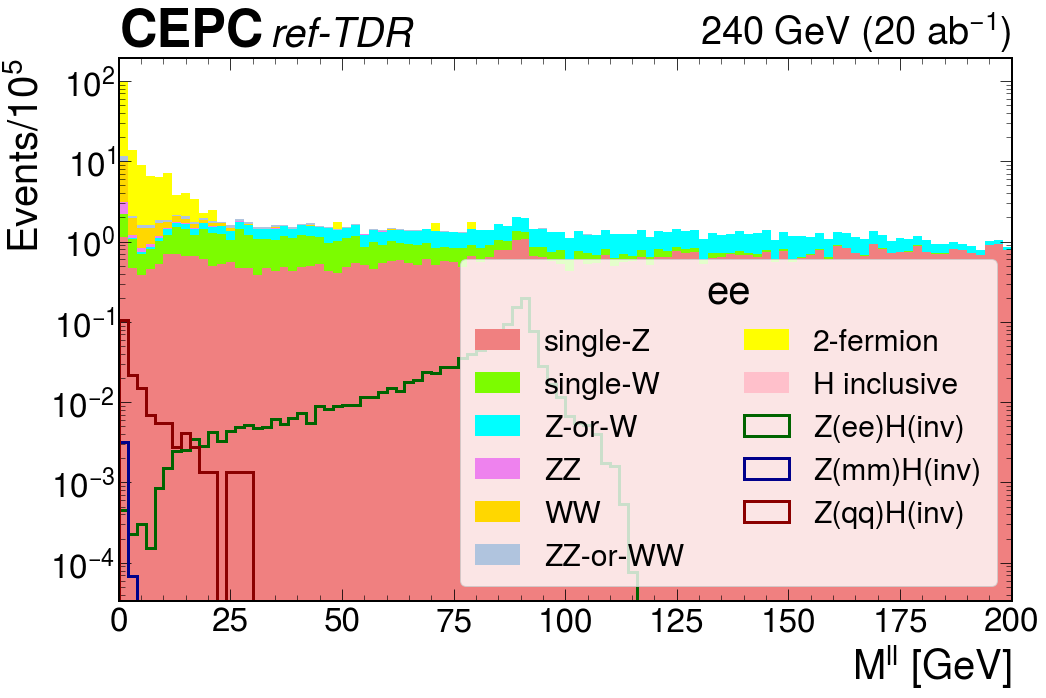 CEPC ref-TDR 240 GeV (20 ab⁻¹)
Events/10⁵
10²
10¹
10⁰
10⁻¹
10⁻²
10⁻³
10⁻⁴
ee
single-Z 2-fermion
single-W H inclusive
Z-or-W Z(ee)H(inv)
ZZ Z(mm)H(inv)
WW Z(qq)H(inv)
ZZ-or-WW
0 25 50 75 100 125 150 175 200
Mˡˡ [GeV]